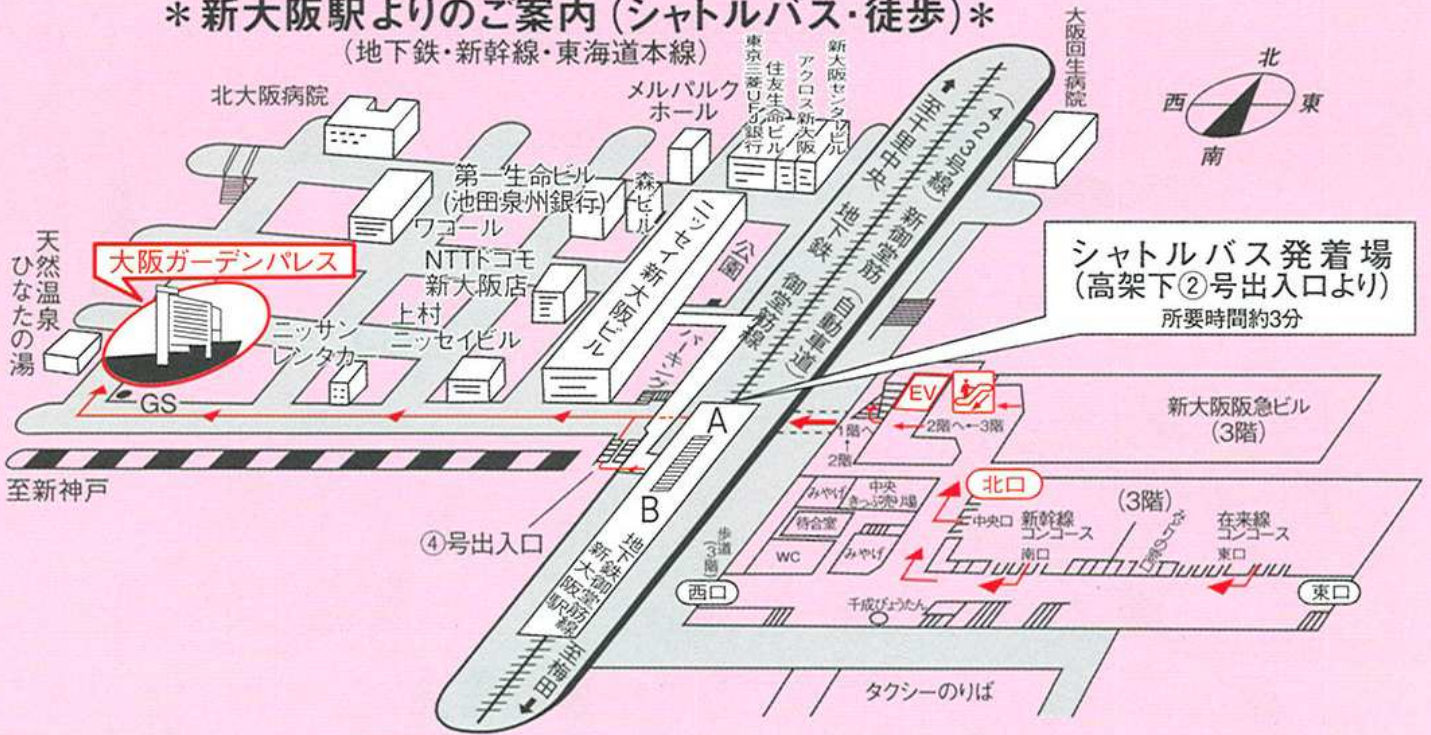 ＊新大阪駅よりのご案内（シャトルバス・徒歩）＊
（地下鉄・新幹線・東海道本線）
北大阪病院
メルパルク
ホール
東京三菱UFJ銀行
住友生命ビル
アクロス新大阪
新大阪センタービル
大阪回生病院
北
西
東
南
第一生命ビル
（池田泉州銀行）
森ビル
ワコール
NTTドコモ
新大阪店
ニッセイ新大阪ビル
公園
パーキング
天然温泉
ひなたの湯
大阪ガーデンパレス
ニッサン
レンタカー
上村
ニッセイビル
GS
至新神戸
④号出入口
（423号線）新御堂筋（自動車道）
至千里中央 地下鉄 御堂筋線
シャトルバス発着場
（高架下②号出入口より）
所要時間約3分
A
B
地下鉄御堂筋線
新大阪駅
至梅田
EV
1階へ
2階
2階へ←3階
新大阪阪急ビル
（3階）
みやげ
中央
きっぷ売り場
待合室
WC
みやげ
歩道
（3階）
西口
北口
中央口
新幹線
コンコース
南口
（3階）
みどりの窓口
在来線
コンコース
東口
東口
千成びょうたん
タクシーのりば